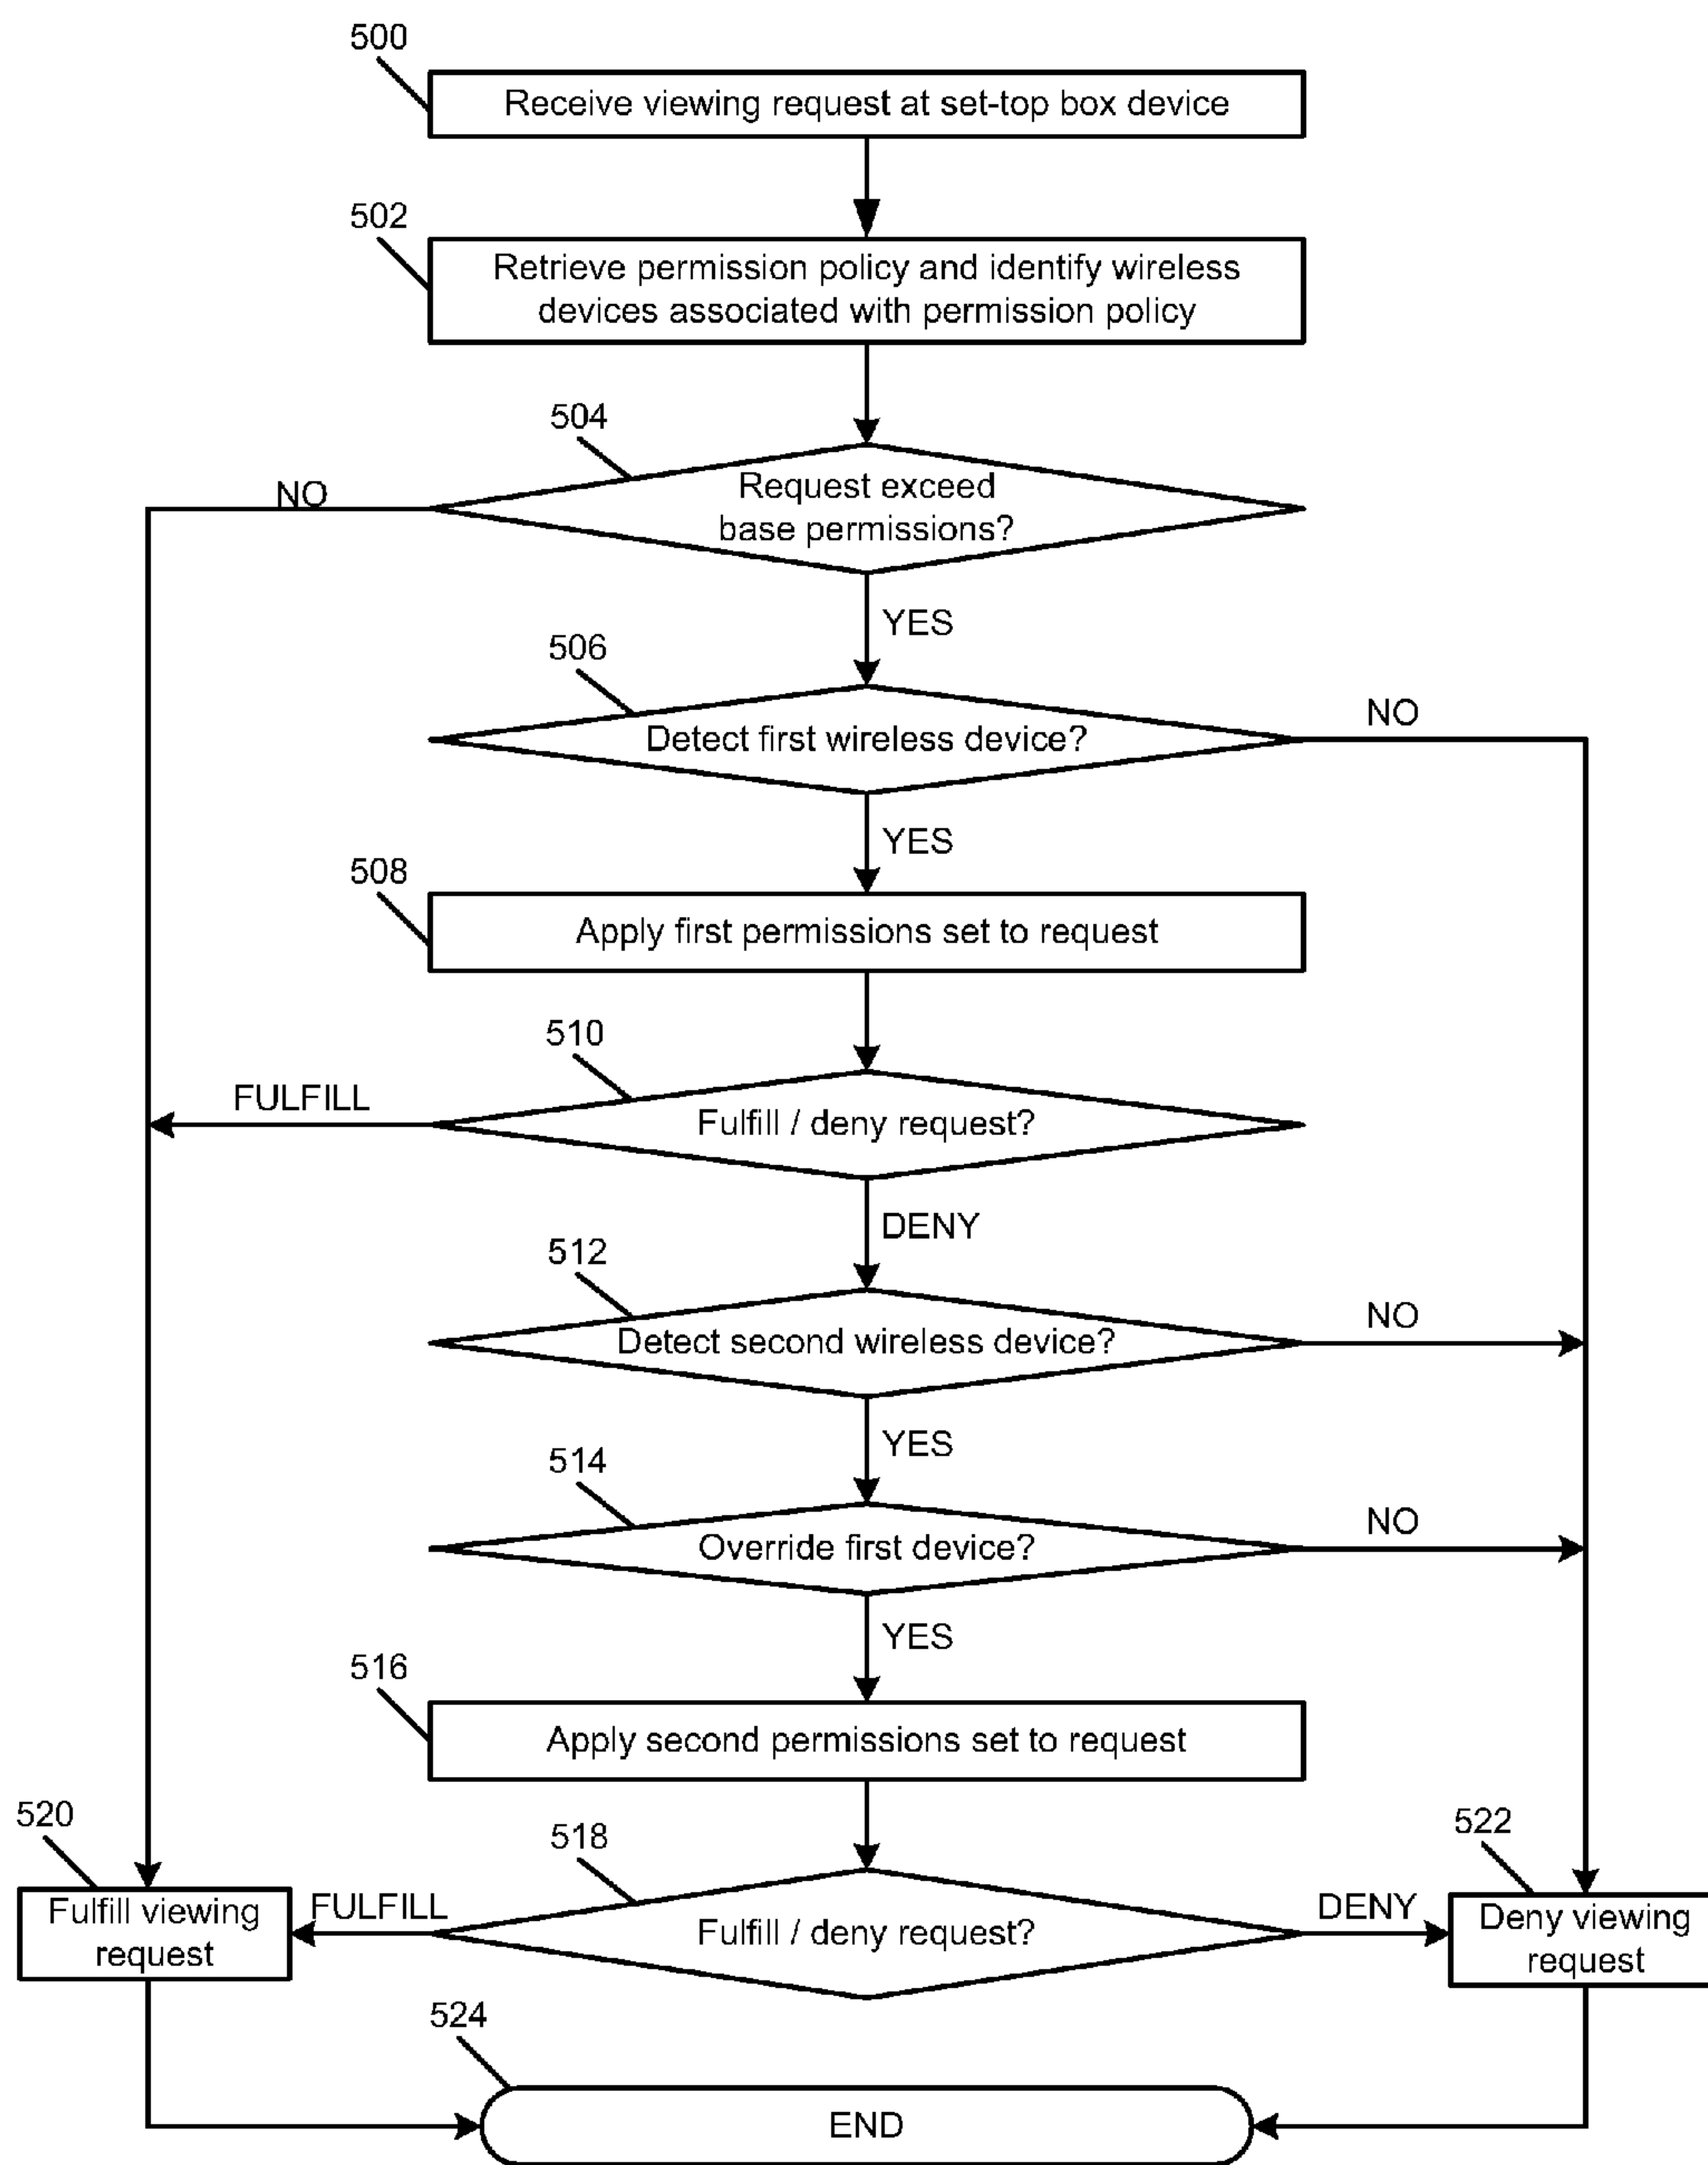 500
Receive viewing request at set-top box device
502
Retrieve permission policy and identify wireless
devices associated with permission policy
504
Request exceed
base permissions?
NO
YES
506
Detect first wireless device?
NO
YES
508
Apply first permissions set to request
510
Fulfill / deny request?
FULFILL
DENY
512
Detect second wireless device?
NO
YES
514
Override first device?
NO
YES
516
Apply second permissions set to request
520
Fulfill viewing
request
518
Fulfill / deny request?
FULFILL
DENY
522
Deny viewing
request
524
END